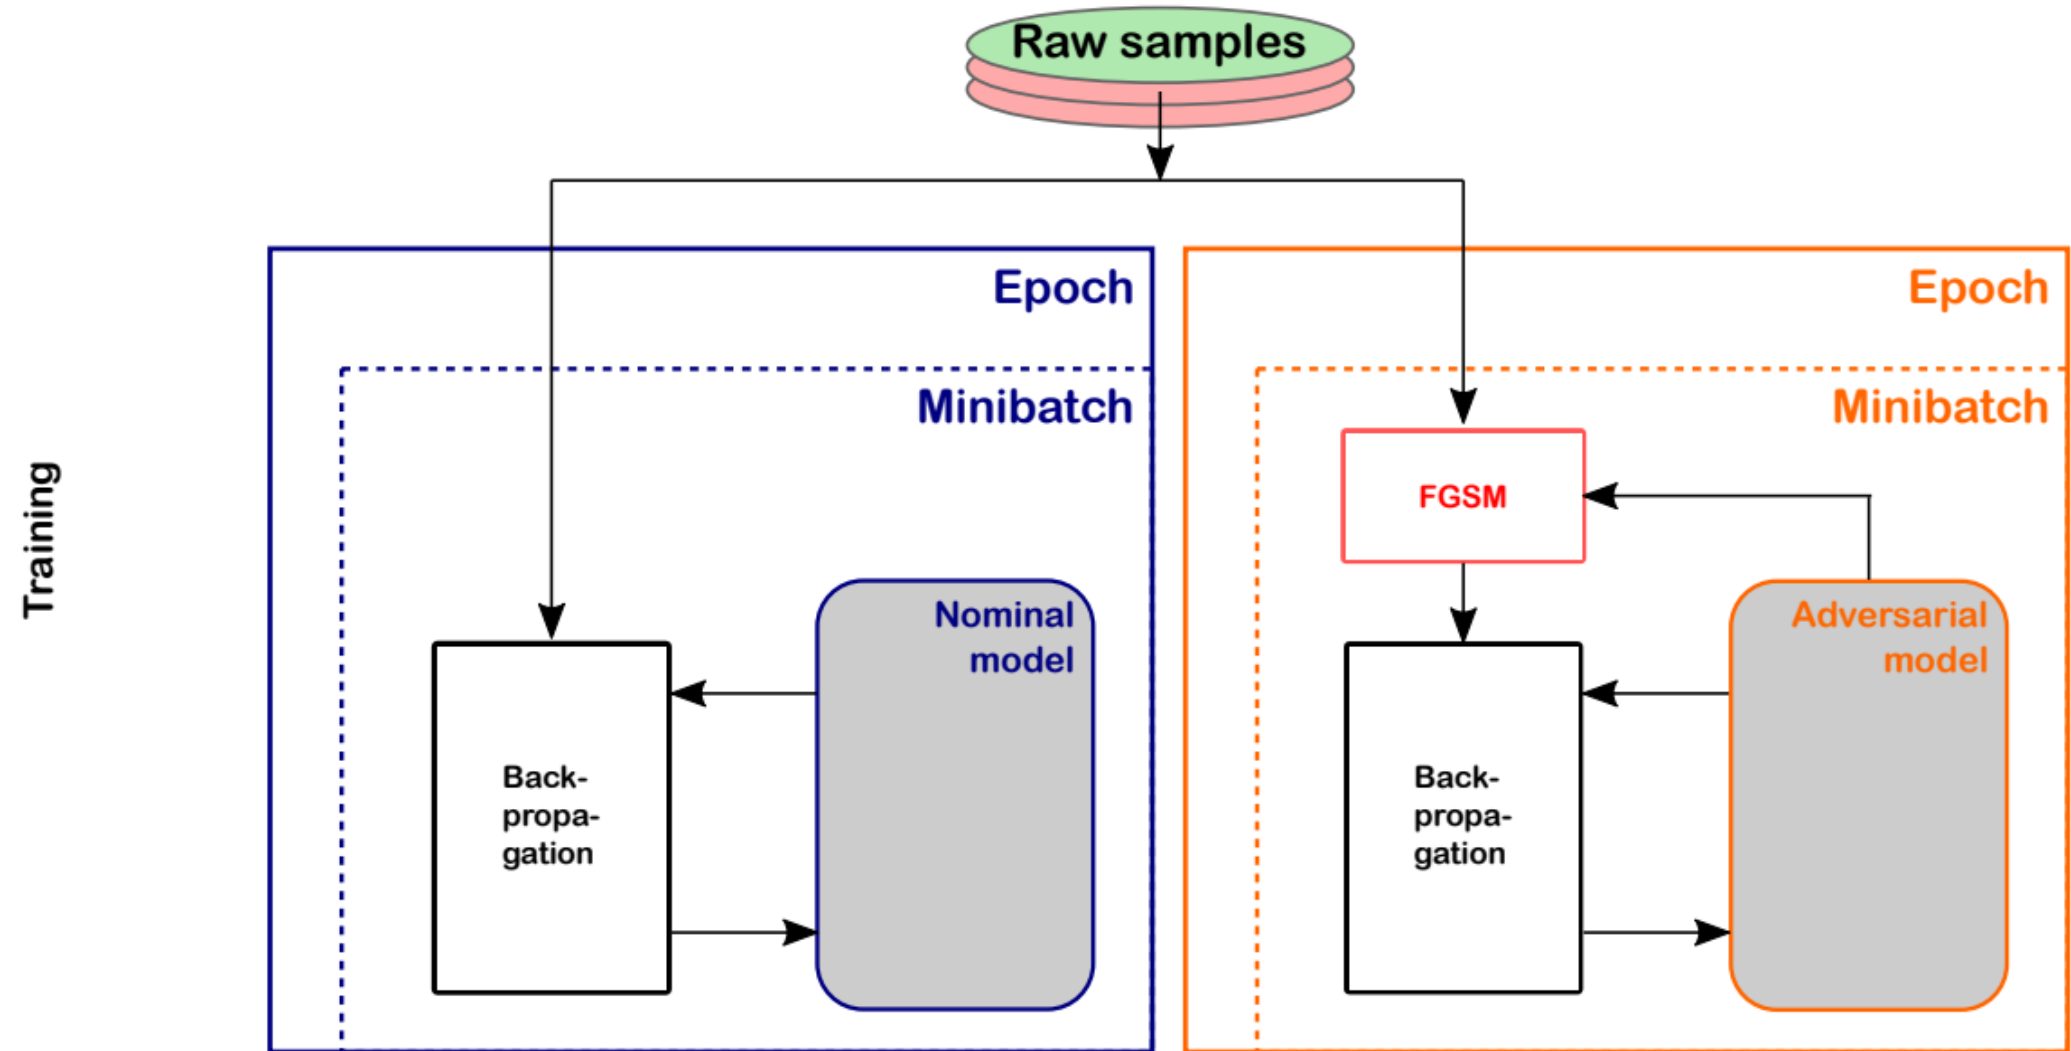 Raw samples
Training
Epoch
Minibatch
Nominal
model
Back-
propa-
gation
Epoch
Minibatch
FGSM
Adversarial
model
Back-
propa-
gation